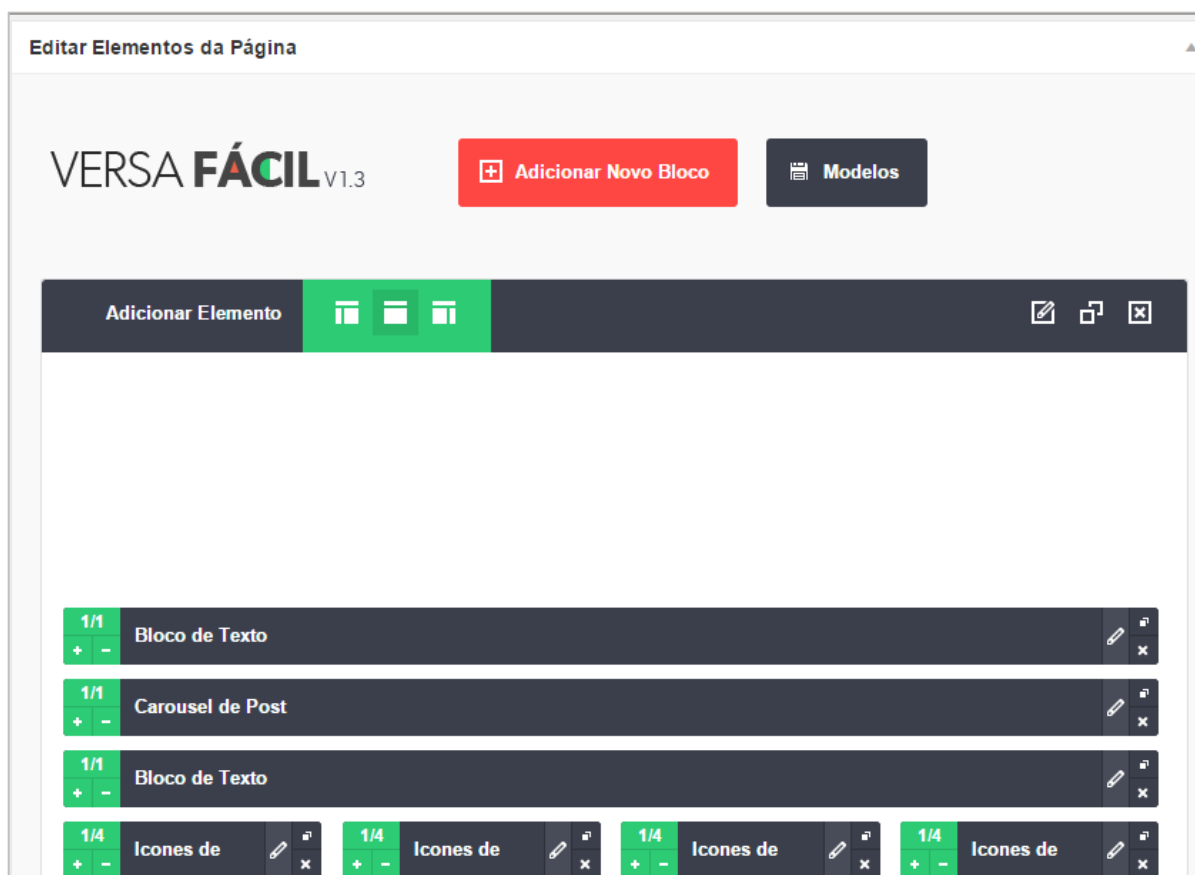 Editar Elementos da Página
VERSA FÁCIL V1.3
Adicionar Novo Bloco
Modelos
Adicionar Elemento
1/1
+ -
Bloco de Texto
1/1
+ -
Carousel de Post
1/1
+ -
Bloco de Texto
1/4
+ -
Icones de
1/4
+ -
Icones de
1/4
+ -
Icones de
1/4
+ -
Icones de